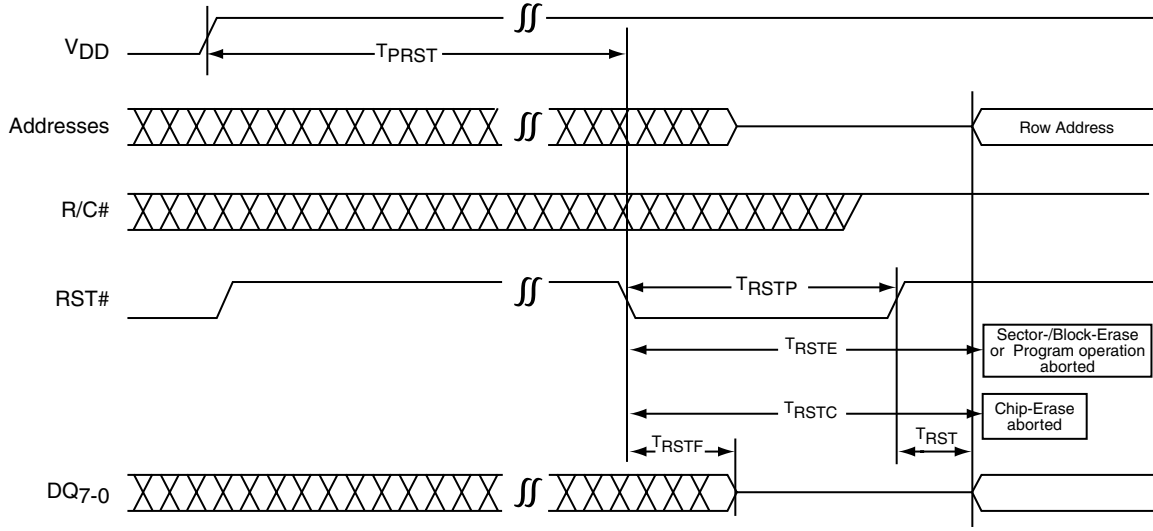 VDD
TPRST
Addresses
Row Address
R/C#
RST#
TRSTP
TRSTE
Sector-/Block-Erase
or Program operation
aborted
TRSTC
Chip-Erase
aborted
TRSTF
TRST
DQ7-0